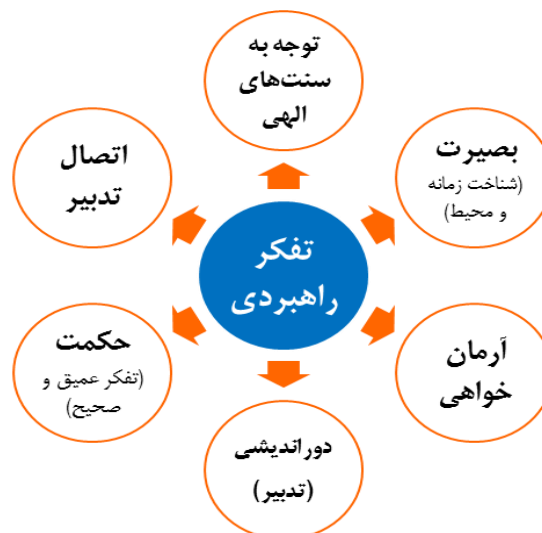 توجه به
سنت‌های
الهی
بصیرت
(شناخت زمانه
و محیط)
آرمان
خواهی
دوراندیشی
(تدبیر)
حکمت
(تفکر عمیق و
صحیح)
اتصال
تدبیر
تفکر
راهبردی